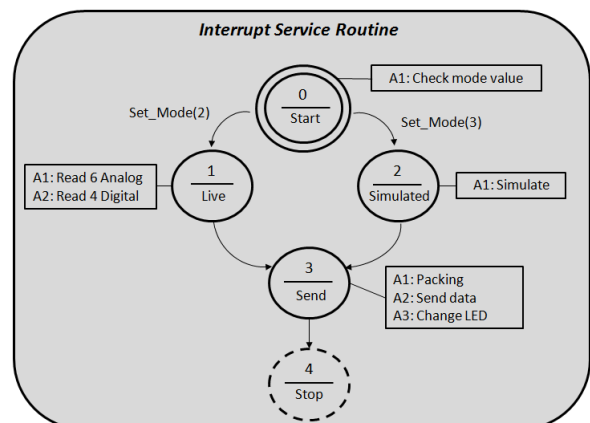 Interrupt Service Routine
A1: Check mode value
0
Start
Set_Mode(2)
Set_Mode(3)
A1: Read 6 Analog
A2: Read 4 Digital
1
Live
2
Simulated
A1: Simulate
3
Send
A1: Packing
A2: Send data
A3: Change LED
4
Stop